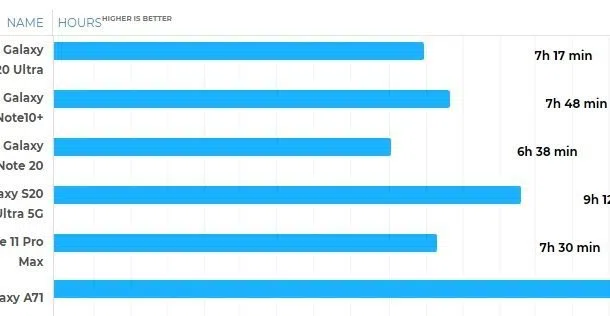 NAME HOURS HIGHER IS BETTER
Galaxy
20 Ultra
7h 17 min
Galaxy
Note10+
7h 48 min
Galaxy
Note 20
6h 38 min
axy S20
Ultra 5G
9h 12
e 11 Pro
Max
7h 30 min
axy A71